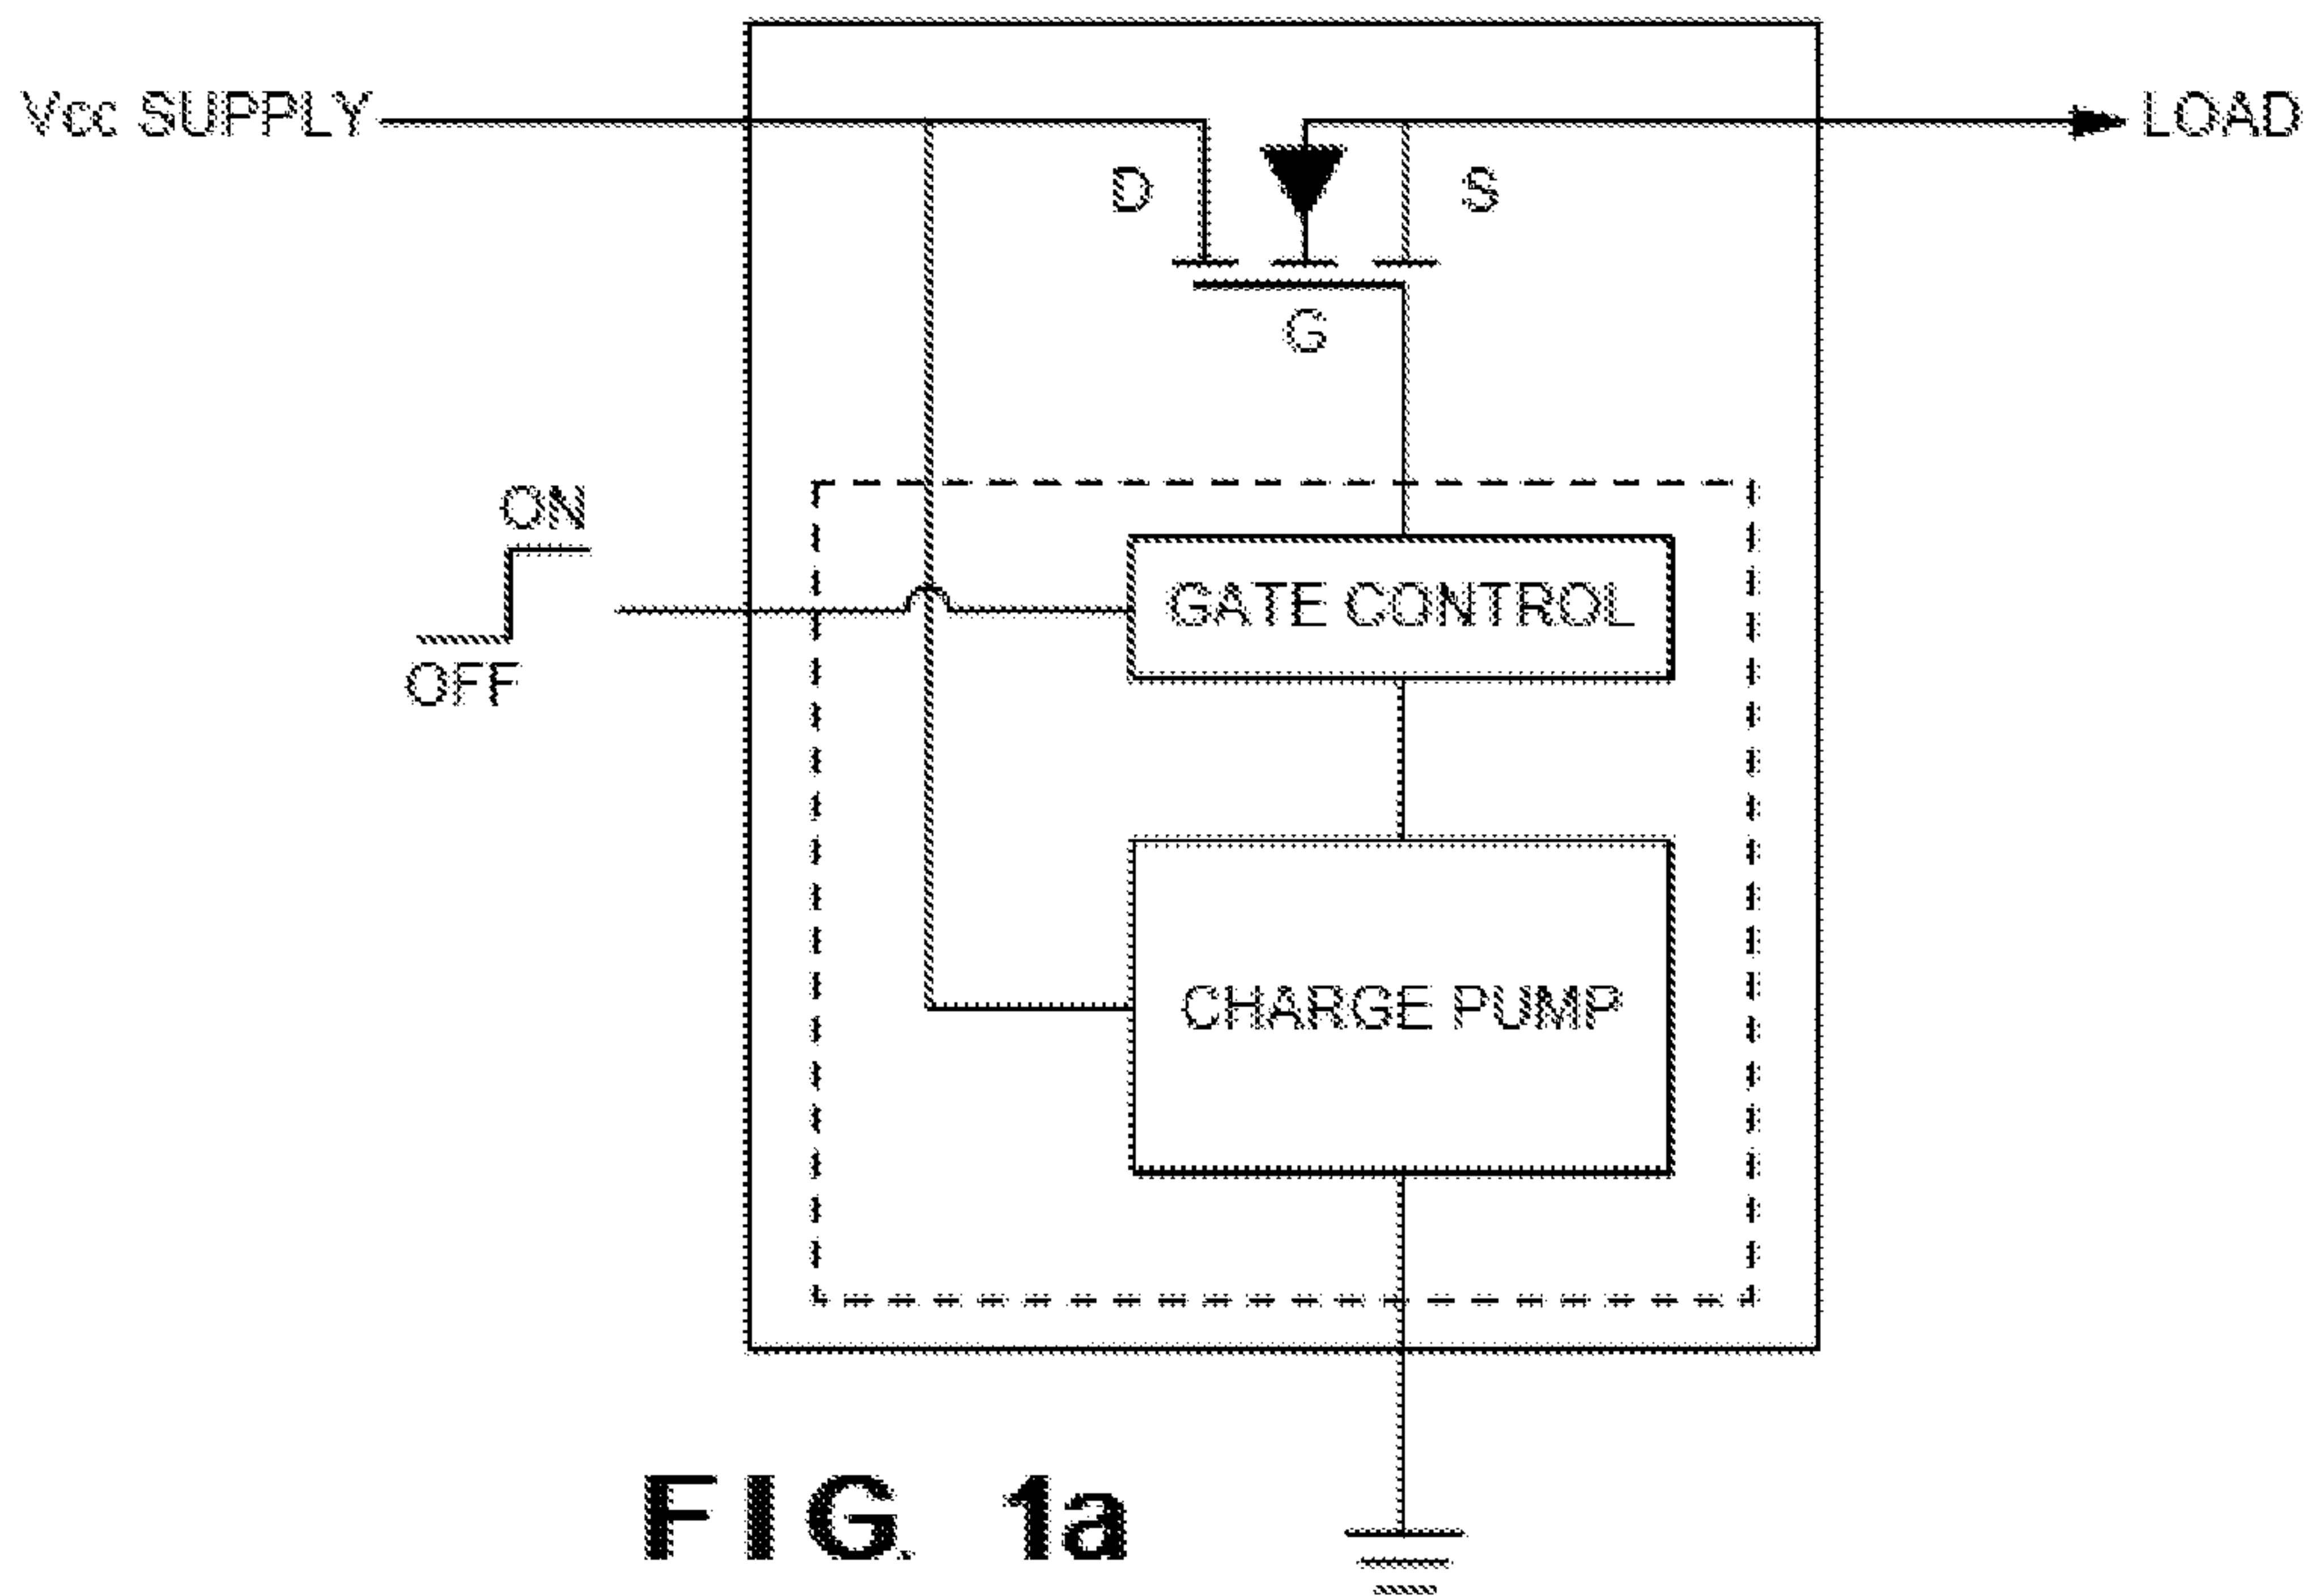 Vcc SUPPLY
LOAD
D
S
G
ON
OFF
GATE CONTROL
CHARGE PUMP
FIG. 1a